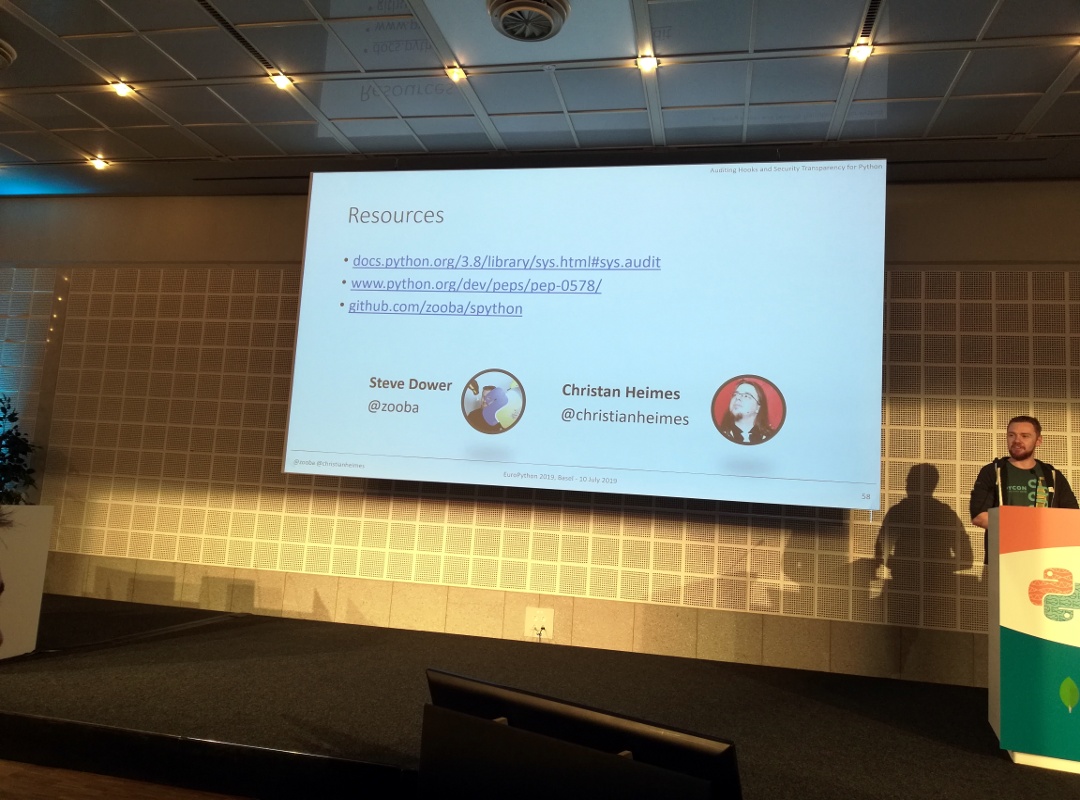 Auditing Hooks and Security Transparency for Python
Resources
• docs.python.org/3.8/library/sys.html#sys.audit
• www.python.org/dev/peps/pep-0578/
• github.com/zooba/spython
Steve Dower
@zooba
Christan Heimes
@christianheimes
@zooba @christianheimes
EuroPython 2019, Basel - 10 July 2019
58
Resources